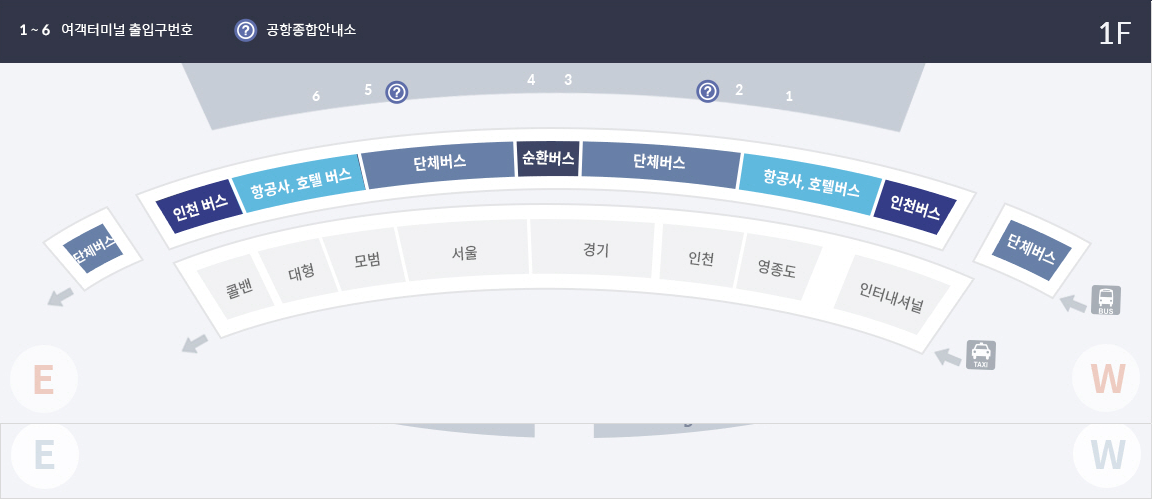 1 ~ 6 여객터미널 출입구번호
? 공항종합안내소
1F
6 5 ? 4 3 ? 2 1
인천 버스
항공사, 호텔 버스
단체버스
순환버스
단체버스
항공사, 호텔버스
인천버스
단체버스
단체버스
콜밴
대형
모범
서울
경기
인천
영종도
인터내셔널
BUS
TAXI
E
W
E
W